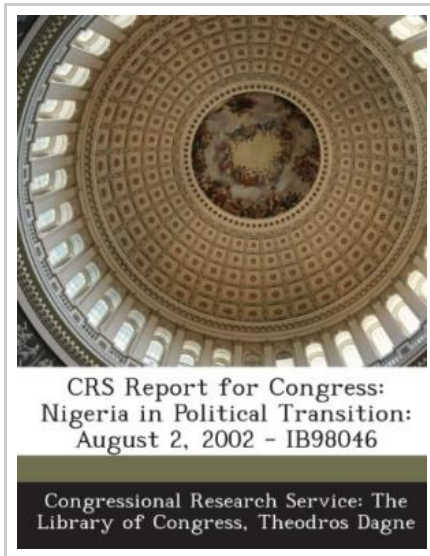 CRS Report for Congress:
Nigeria in Political Transition:
August 2, 2002 - IB98046
Congressional Research Service: The
Library of Congress, Theodros Dagne